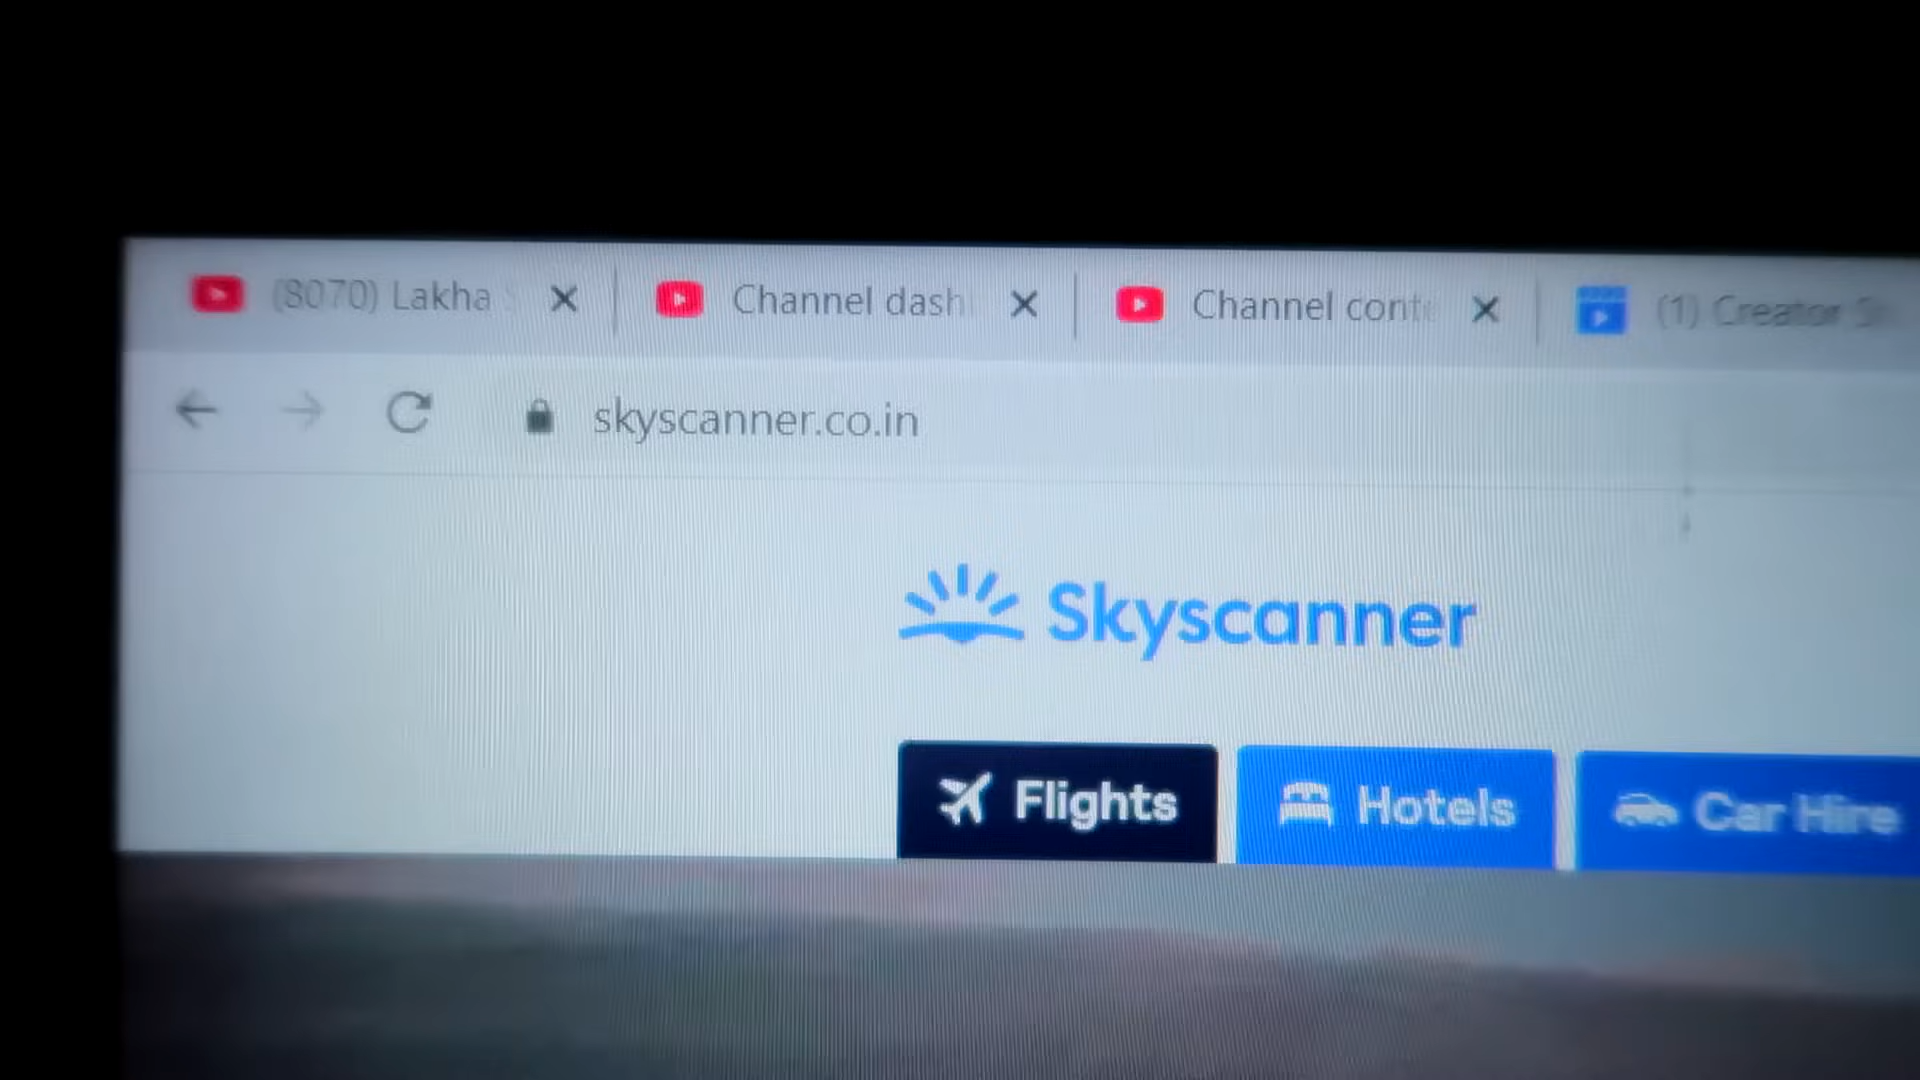 (8070) Lakha
Channel dash
Channel cont
(1) Creator S
skyscanner.co.in
Skyscanner
Flights
Hotels
Car Hire